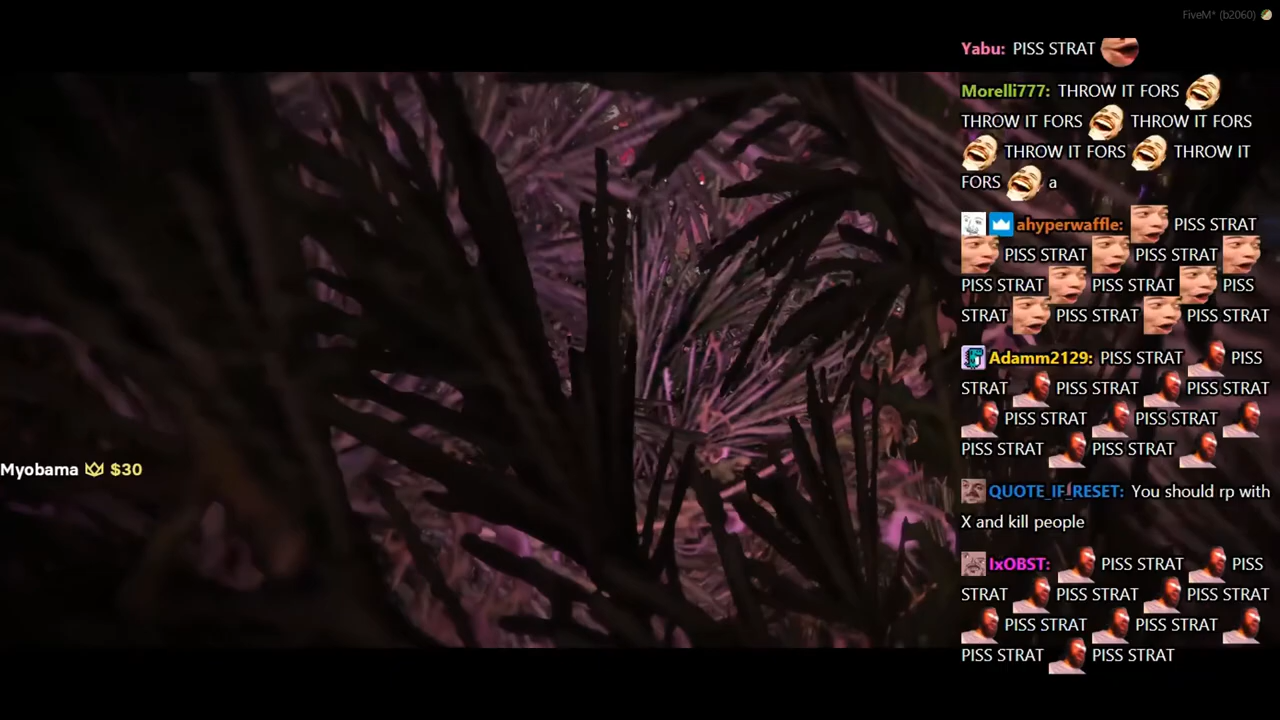 FiveM* (b2060)
Yabu: PISS STRAT
Morelli777: THROW IT FORS
THROW IT FORS THROW IT FORS
THROW IT FORS THROW IT
FORS a
ahyperwaffle: PISS STRAT
PISS STRAT PISS STRAT
PISS STRAT PISS STRAT PISS
STRAT PISS STRAT PISS STRAT
Adamm2129: PISS STRAT PISS
STRAT PISS STRAT PISS STRAT
PISS STRAT PISS STRAT
PISS STRAT PISS STRAT
Myobama $30
QUOTE_IF_RESET: You should rp with
X and kill people
IxOBST: PISS STRAT PISS
STRAT PISS STRAT PISS STRAT
PISS STRAT PISS STRAT
PISS STRAT PISS STRAT